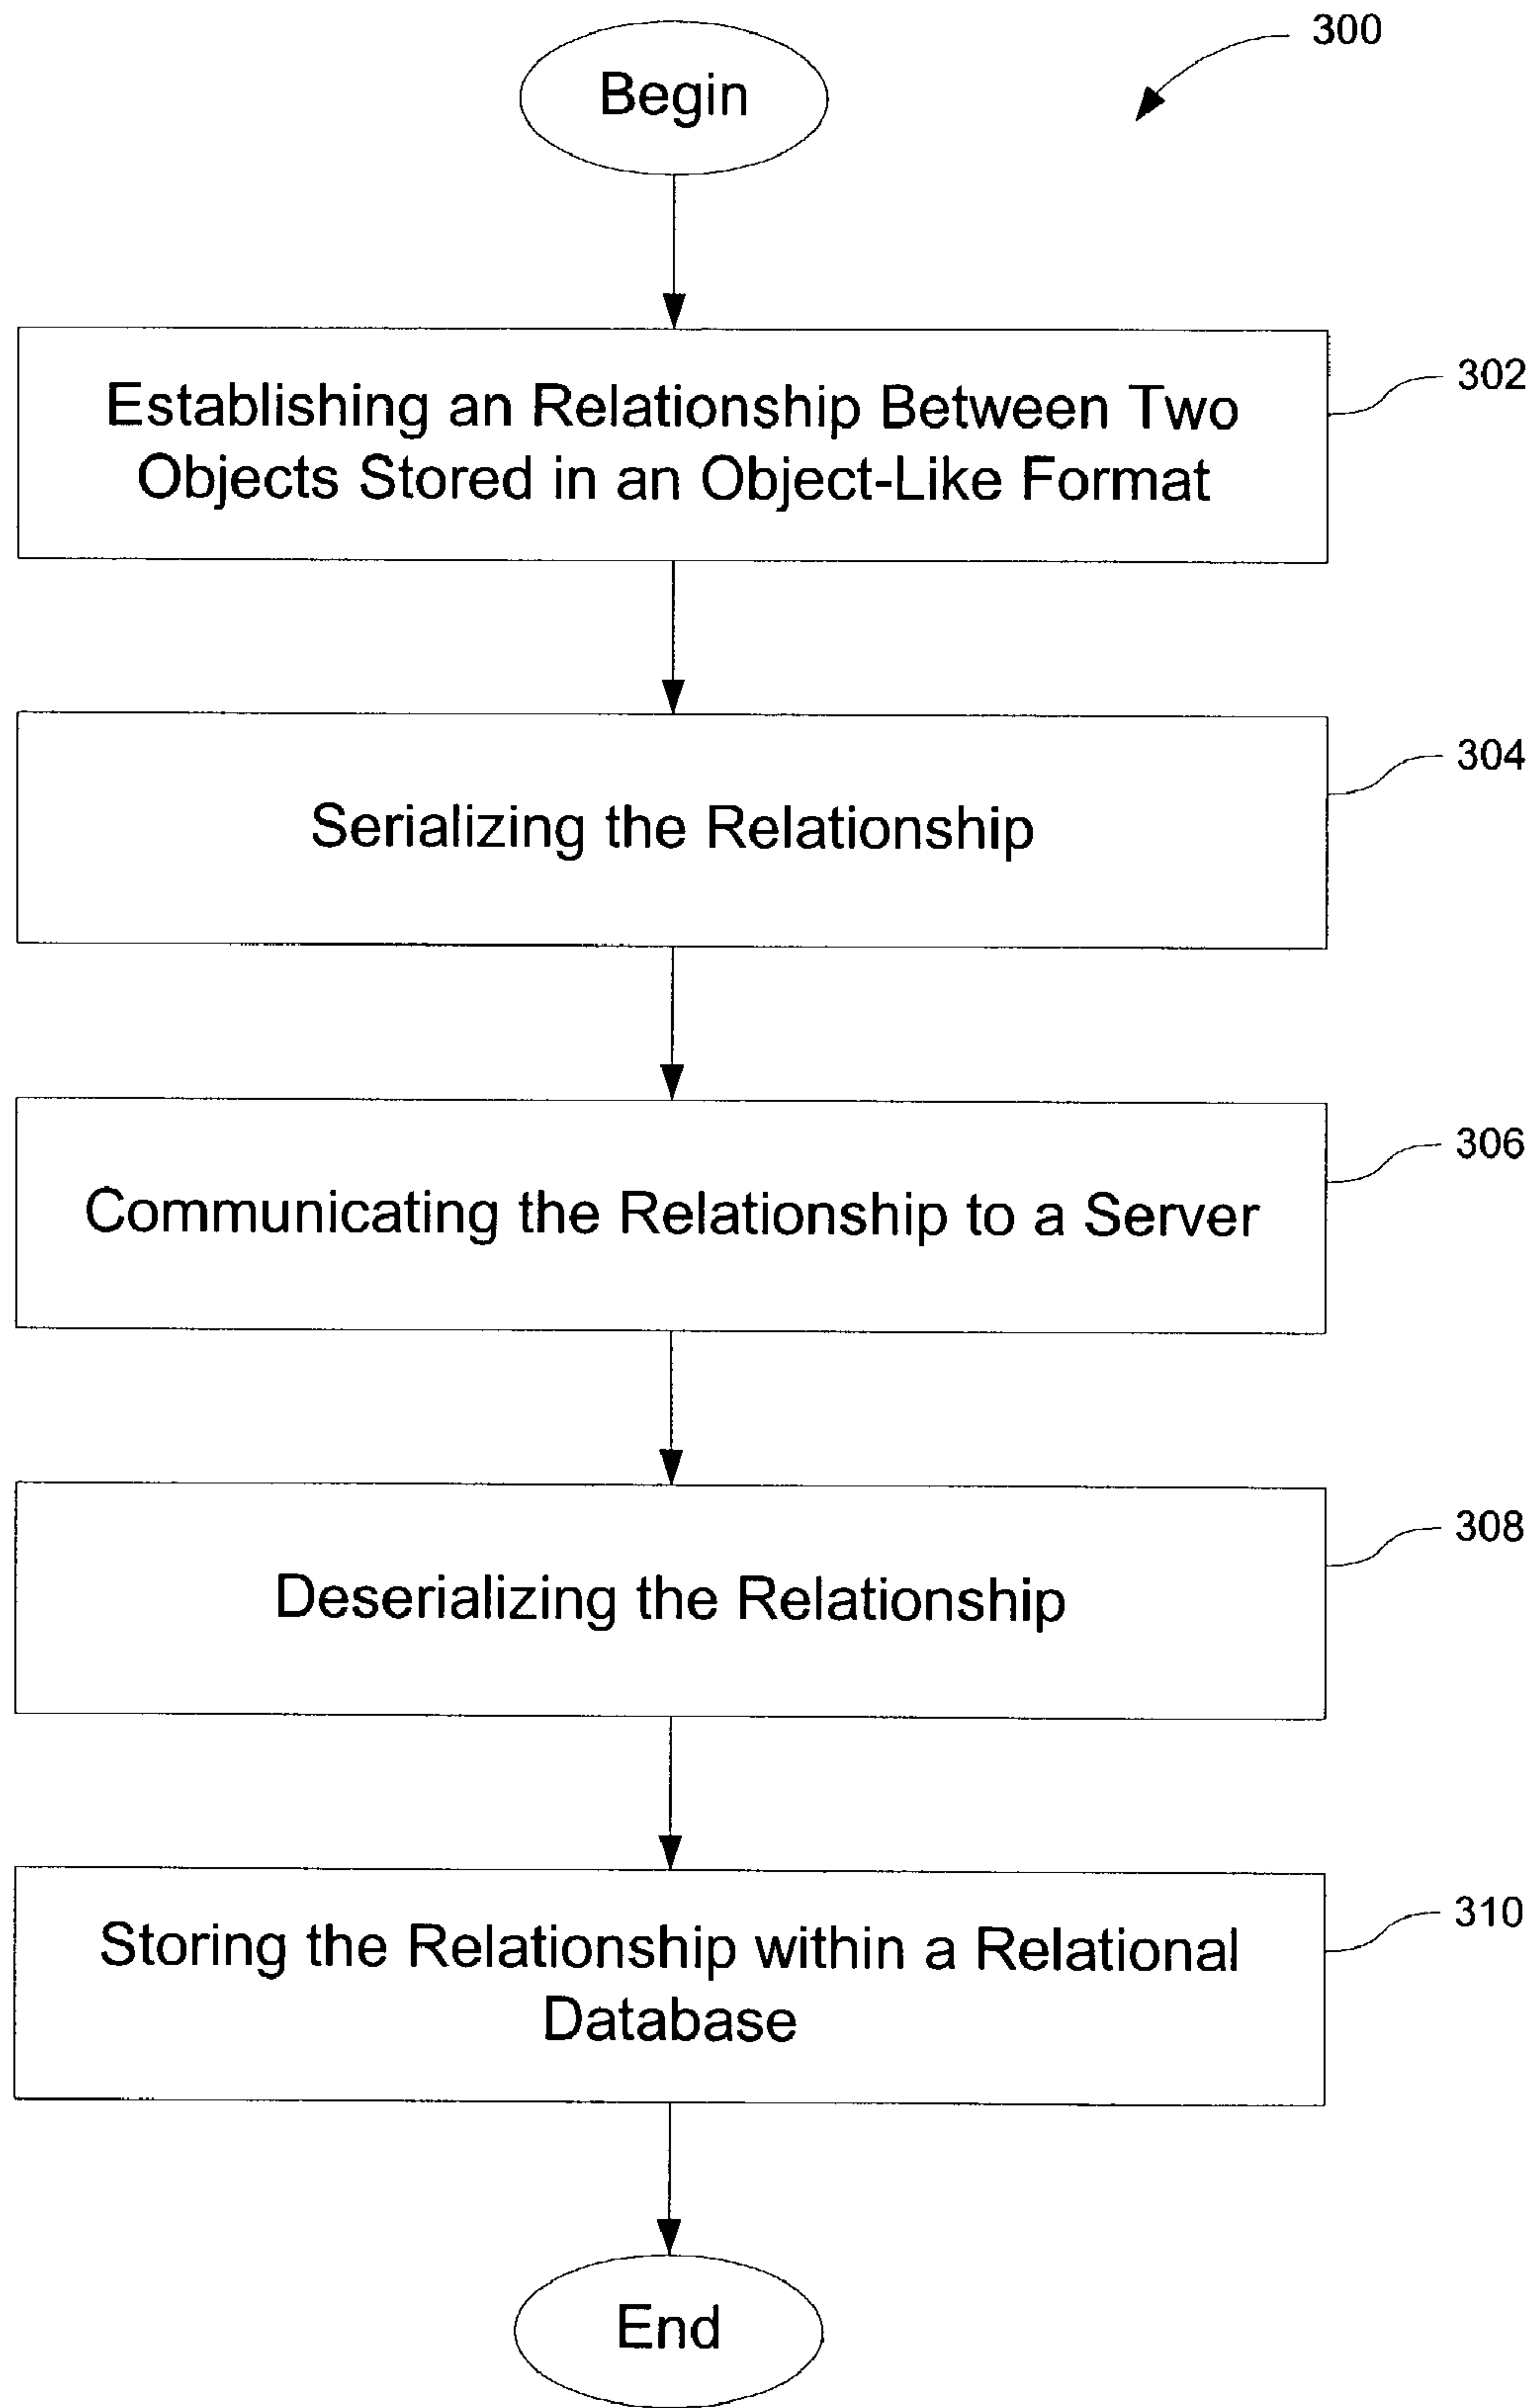 300
Begin
Establishing an Relationship Between Two
Objects Stored in an Object-Like Format
302
Serializing the Relationship
304
Communicating the Relationship to a Server
306
Deserializing the Relationship
308
Storing the Relationship within a Relational
Database
310
End